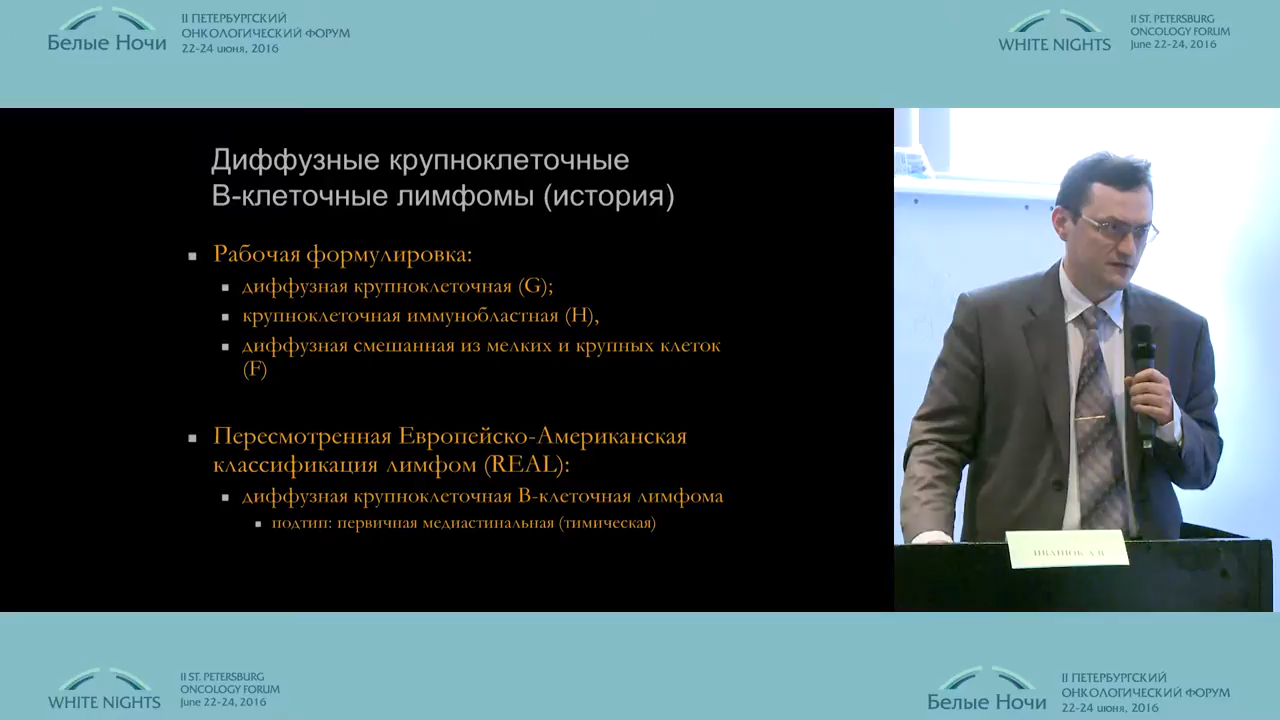 Белые Ночи
II ПЕТЕРБУРГСКИЙ
ОНКОЛОГИЧЕСКИЙ ФОРУМ
22-24 июня, 2016
WHITE NIGHTS
II ST. PETERSBURG
ONCOLOGY FORUM
June 22-24, 2016
Диффузные крупноклеточные
В-клеточные лимфомы (история)
Рабочая формулировка:
диффузная крупноклеточная (G);
крупноклеточная иммунобластная (H),
диффузная смешанная из мелких и крупных клеток
(F)
Пересмотренная Европейско-Американская
классификация лимфом (REAL):
диффузная крупноклеточная В-клеточная лимфома
подтип: первичная медиастинальная (тимическая)
ИВАНЮК А.В.
WHITE NIGHTS
II ST. PETERSBURG
ONCOLOGY FORUM
June 22-24, 2016
Белые Ночи
II ПЕТЕРБУРГСКИЙ
ОНКОЛОГИЧЕСКИЙ ФОРУМ
22-24 июня, 2016